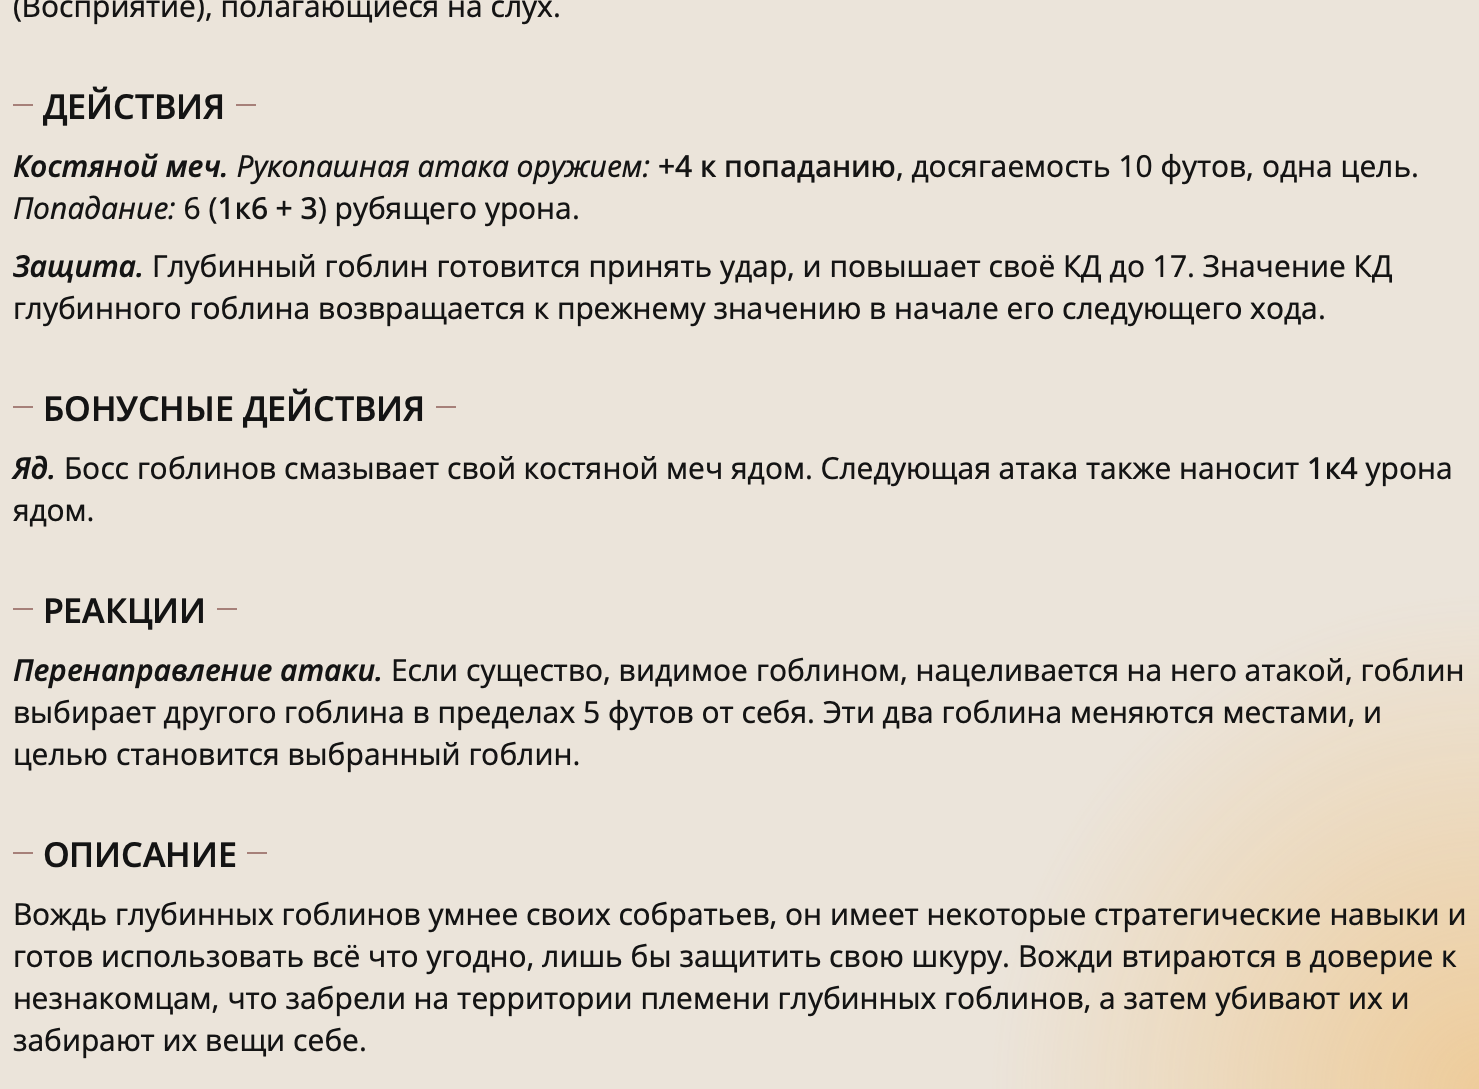 (Восприятие), полагающиеся на слух.
— ДЕЙСТВИЯ —
Костяной меч. Рукопашная атака оружием: +4 к попаданию, досягаемость 10 футов, одна цель.
Попадание: 6 (1к6 + 3) рубящего урона.
Защита. Глубинный гоблин готовится принять удар, и повышает своё КД до 17. Значение КД
глубинного гоблина возвращается к прежнему значению в начале его следующего хода.
— БОНУСНЫЕ ДЕЙСТВИЯ —
Яд. Босс гоблинов смазывает свой костяной меч ядом. Следующая атака также наносит 1к4 урона
ядом.
— РЕАКЦИИ —
Перенаправление атаки. Если существо, видимое гоблином, нацеливается на него атакой, гоблин
выбирает другого гоблина в пределах 5 футов от себя. Эти два гоблина меняются местами, и
целью становится выбранный гоблин.
— ОПИСАНИЕ —
Вождь глубинных гоблинов умнее своих собратьев, он имеет некоторые стратегические навыки и
готов использовать всё что угодно, лишь бы защитить свою шкуру. Вожди втираются в доверие к
незнакомцам, что забрели на территории племени глубинных гоблинов, а затем убивают их и
забирают их вещи себе.